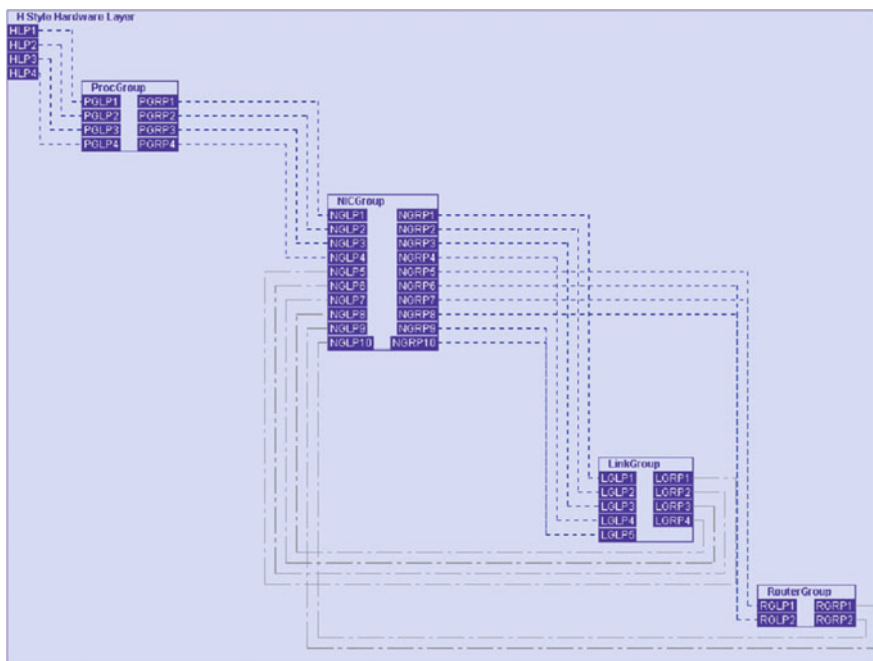 H Style Hardware Layer
HLP1
HLP2
HLP3
HLP4
ProcGroup
PGLP1 PGRP1
PGLP2 PGRP2
PGLP3 PGRP3
PGLP4 PGRP4
NICGroup
NGLP1 NGRP1
NGLP2 NGRP2
NGLP3 NGRP3
NGLP4 NGRP4
NGLP5 NGRP5
NGLP6 NGRP6
NGLP7 NGRP7
NGLP8 NGRP8
NGLP9 NGRP9
NGLP10 NGRP10
LinkGroup
LGLP1 LGRP1
LGLP2 LGRP2
LGLP3 LGRP3
LGLP4 LGRP4
LGLP5
RouterGroup
RGLP1 RGRP1
RGLP2 RGRP2